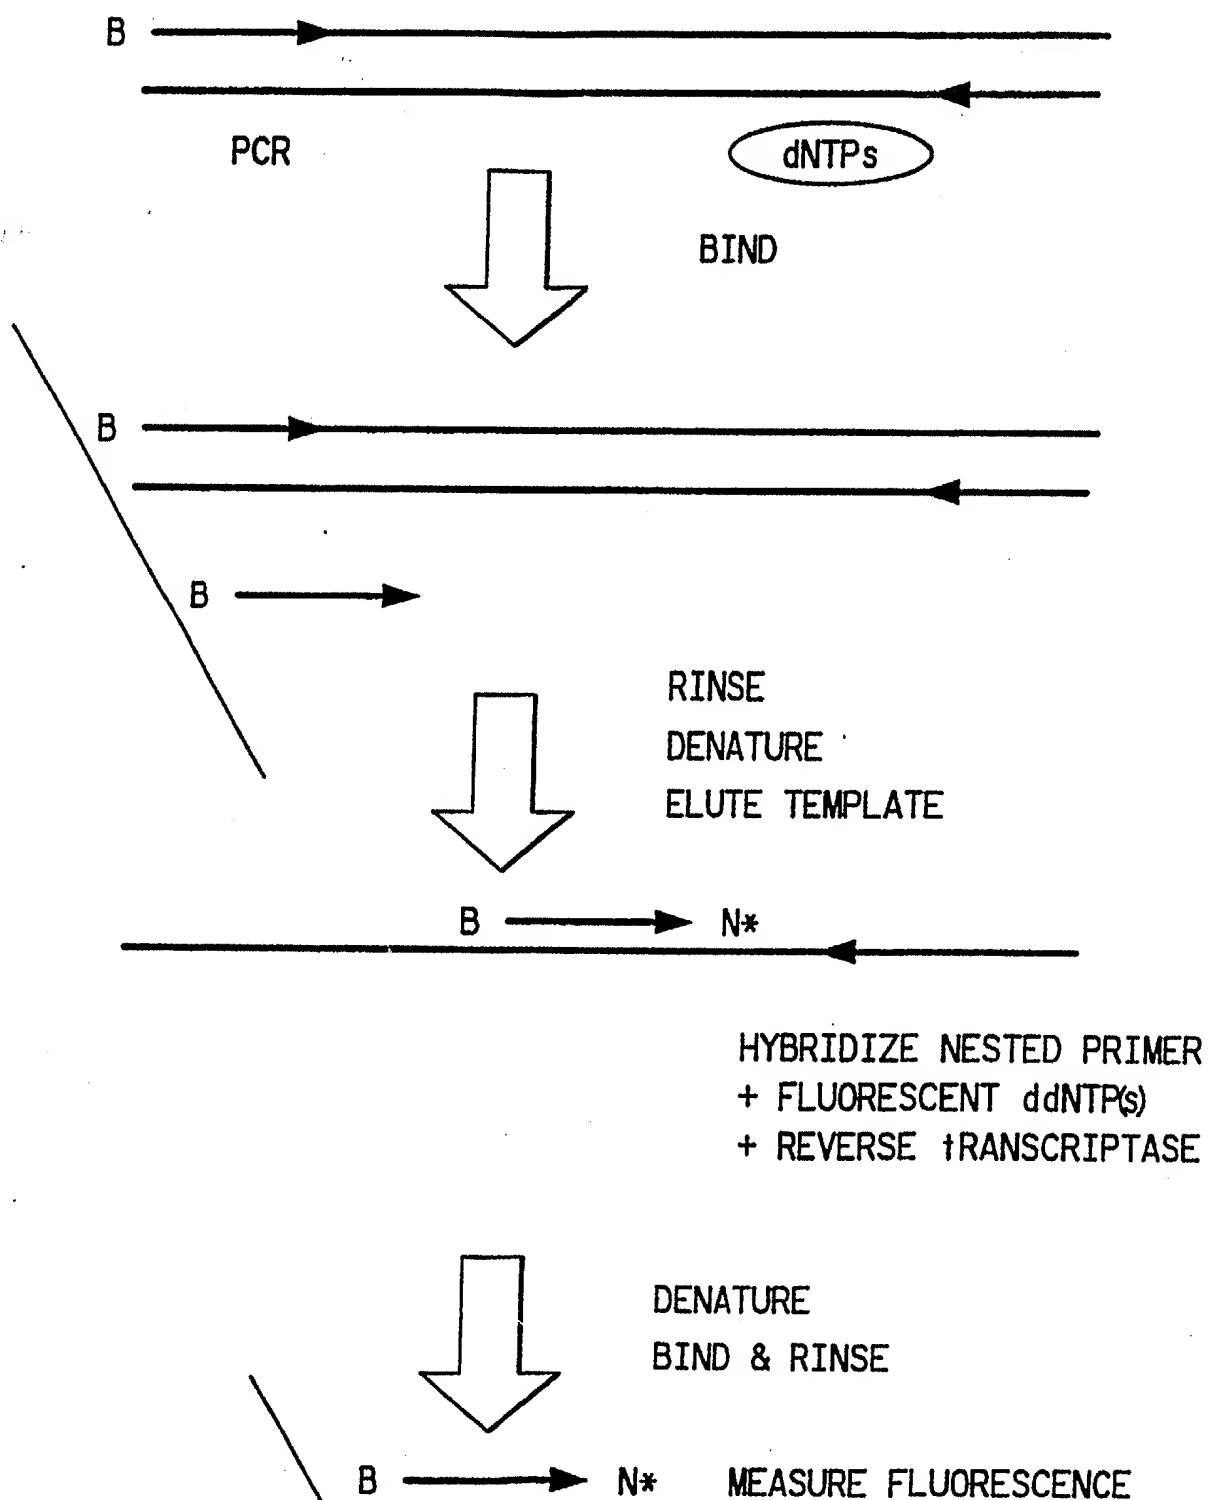 B
PCR
dNTPs
BIND
B
B
RINSE
DENATURE
ELUTE TEMPLATE
B N*
HYBRIDIZE NESTED PRIMER
+ FLUORESCENT ddNTP(s)
+ REVERSE tRANSCRIPTASE
DENATURE
BIND & RINSE
B N* MEASURE FLUORESCENCE